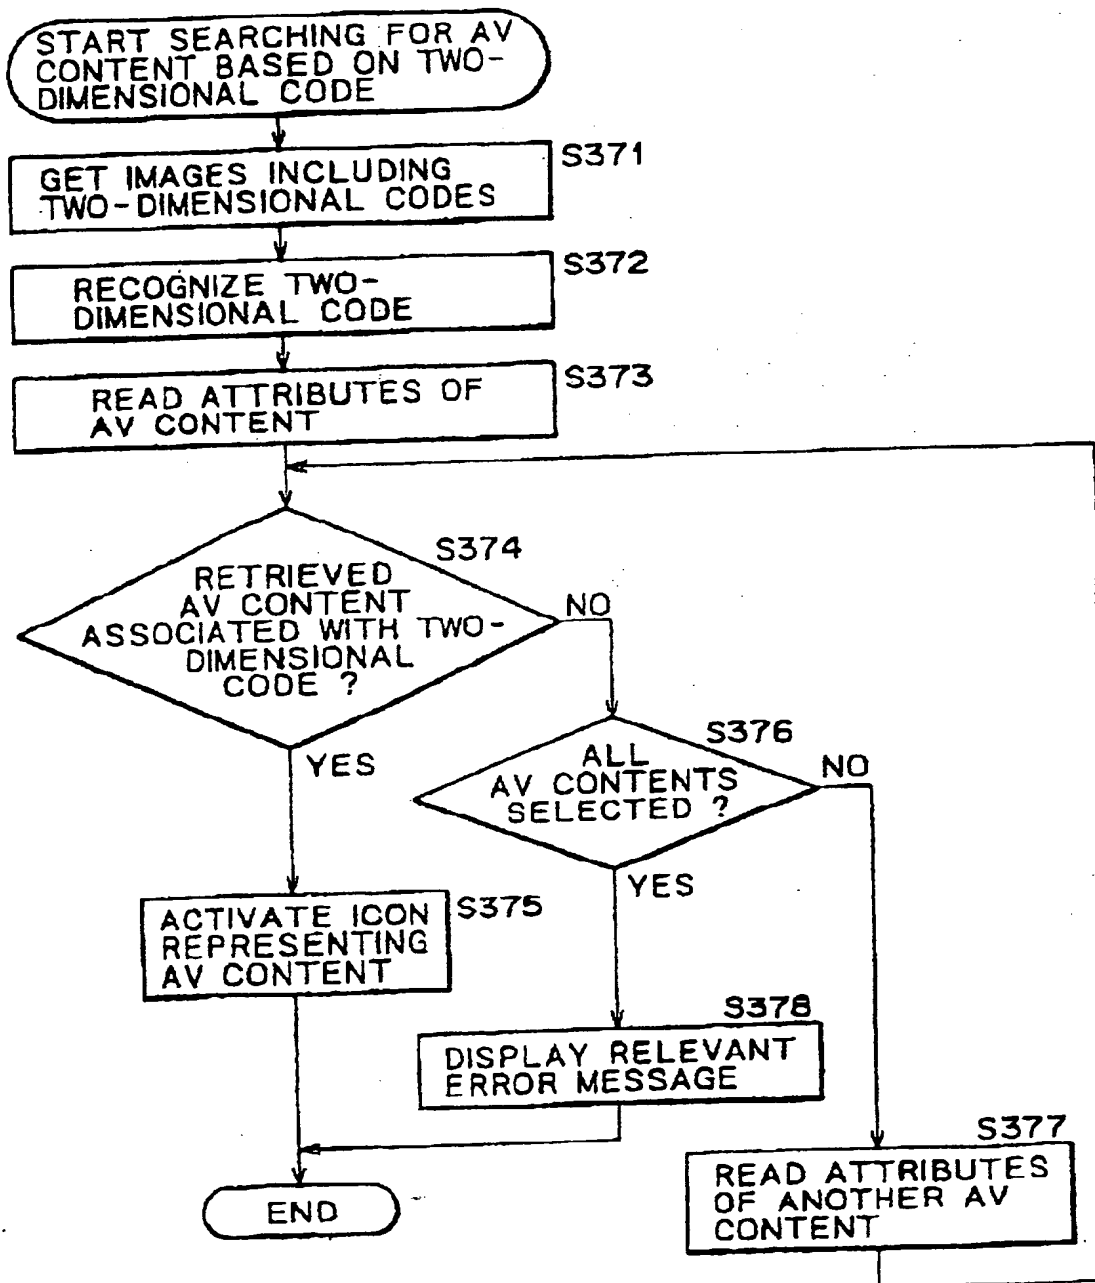 START SEARCHING FOR AV
CONTENT BASED ON TWO-
DIMENSIONAL CODE
S371
GET IMAGES INCLUDING
TWO-DIMENSIONAL CODES
S372
RECOGNIZE TWO-
DIMENSIONAL CODE
S373
READ ATTRIBUTES OF
AV CONTENT
S374
RETRIEVED
AV CONTENT
ASSOCIATED WITH TWO-
DIMENSIONAL
CODE ?
NO
YES
S376
ALL
AV CONTENTS
SELECTED ?
NO
YES
S375
ACTIVATE ICON
REPRESENTING
AV CONTENT
S378
DISPLAY RELEVANT
ERROR MESSAGE
S377
READ ATTRIBUTES
OF ANOTHER AV
CONTENT
END